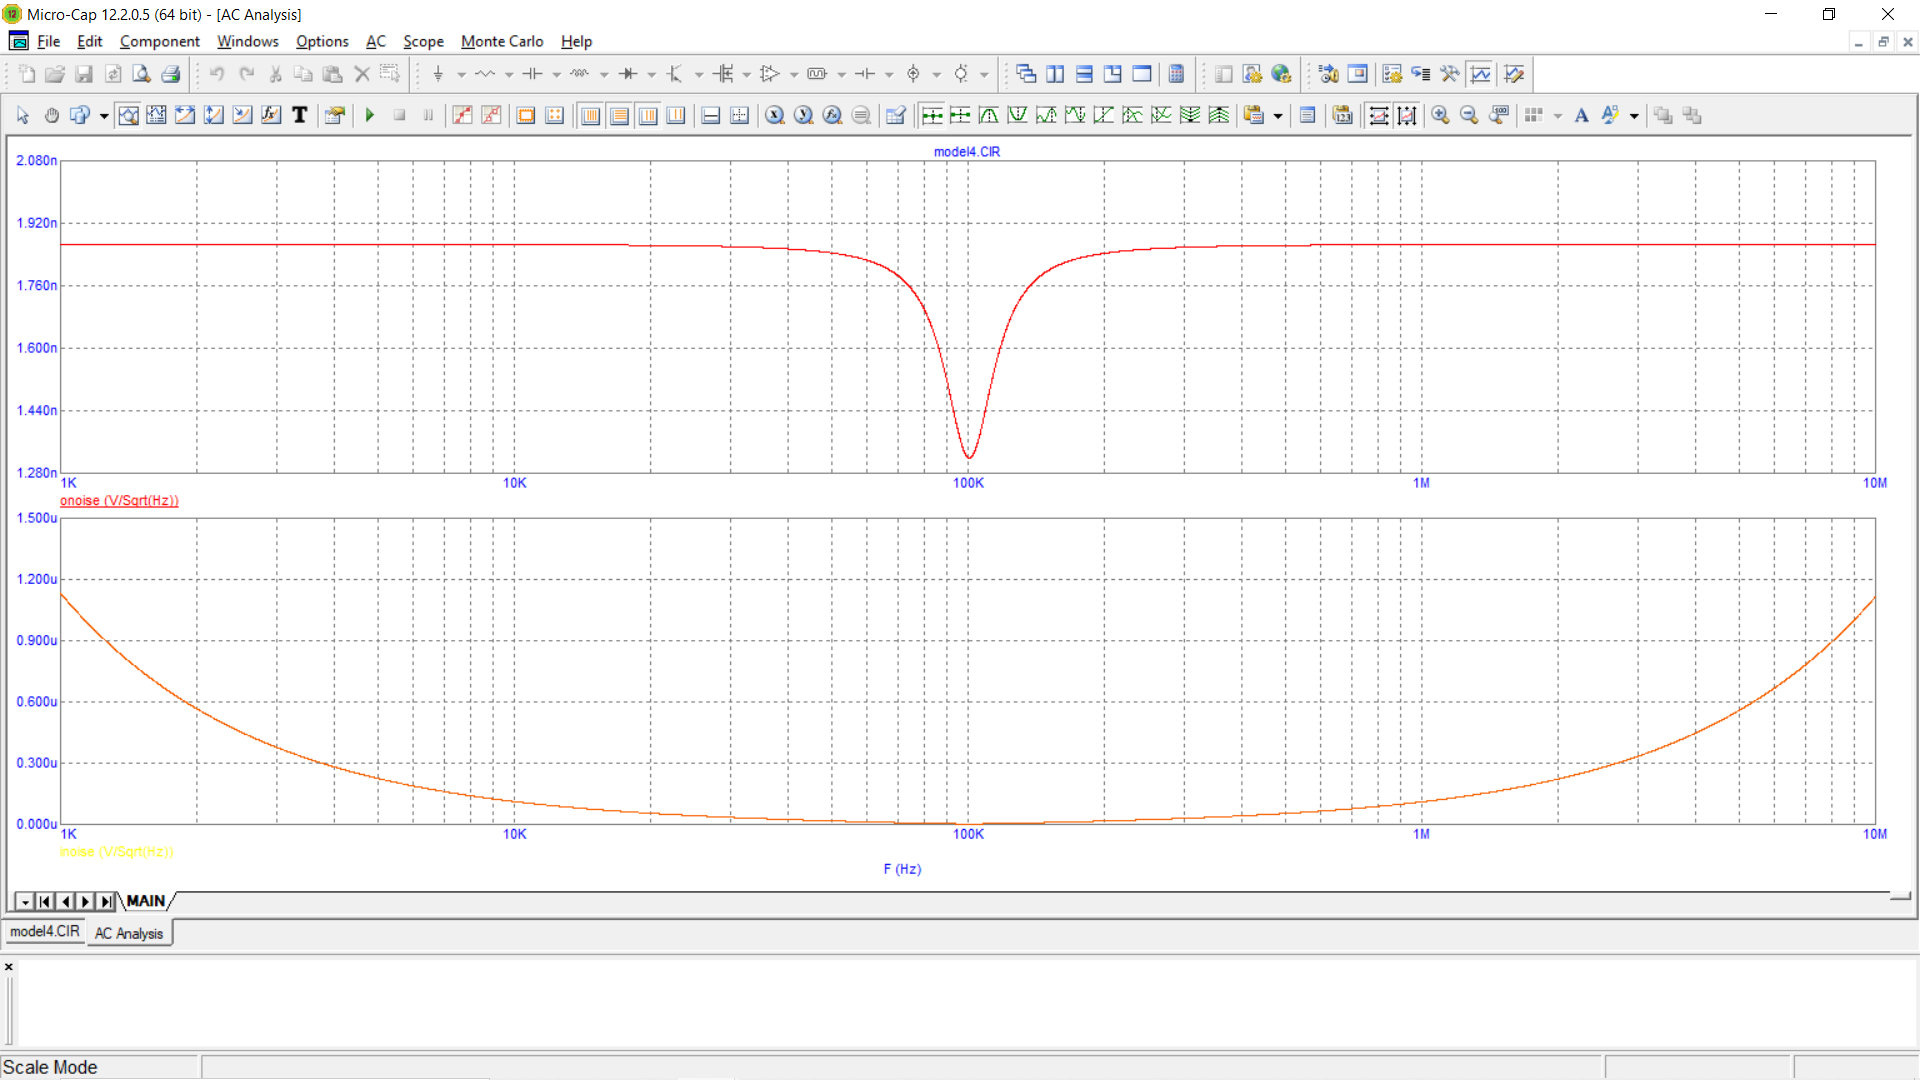 Micro-Cap 12.2.0.5 (64 bit) - [AC Analysis]
File Edit Component Windows Options AC Scope Monte Carlo Help
model4.CIR
2.080n
1.920n
1.760n
1.600n
1.440n
1.280n
1K 10K 100K 1M 10M
onoise (V/Sqrt(Hz))
1.500u
1.200u
0.900u
0.600u
0.300u
0.000u
1K 10K 100K 1M 10M
inoise (V/Sqrt(Hz))
F (Hz)
MAIN
model4.CIR AC Analysis
Scale Mode